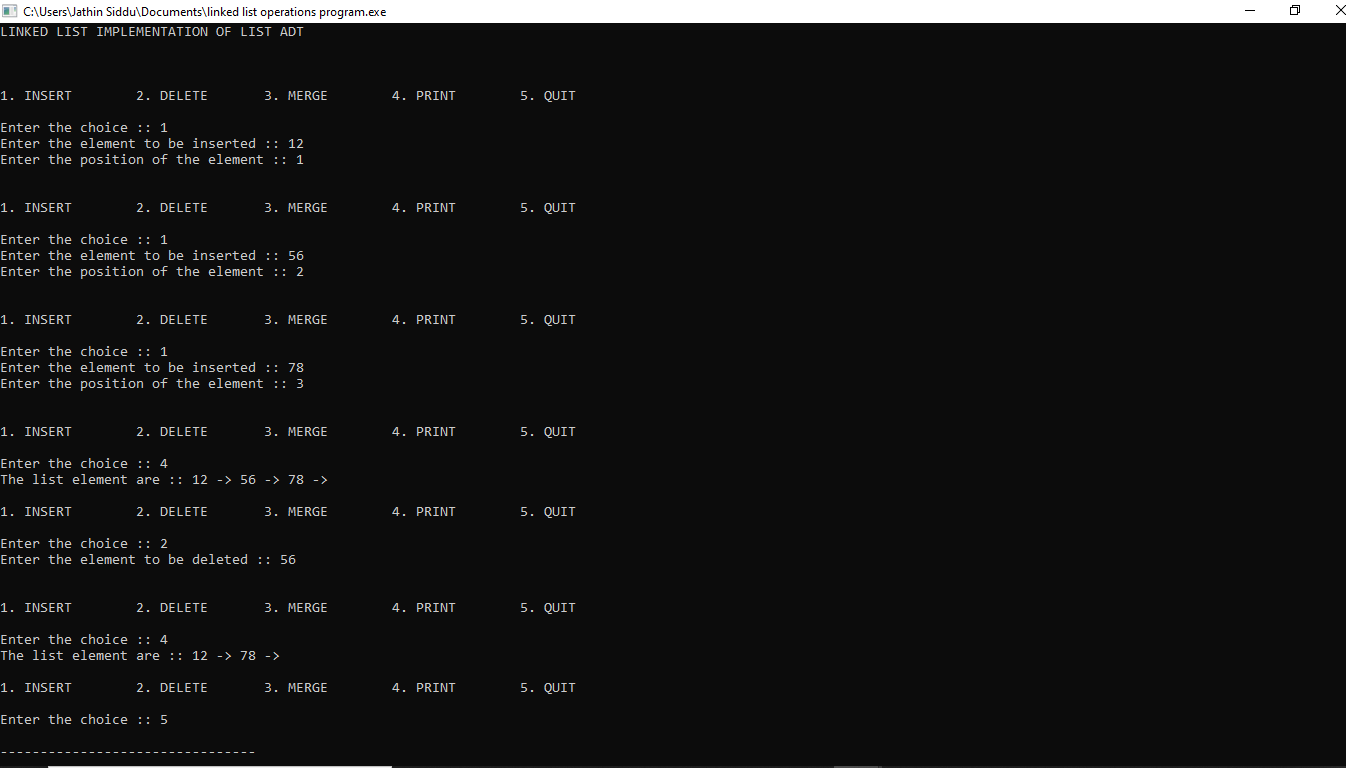 C:\Users\Jathin Siddu\Documents\linked list operations program.exe
LINKED LIST IMPLEMENTATION OF LIST ADT
1. INSERT 2. DELETE 3. MERGE 4. PRINT 5. QUIT
Enter the choice :: 1
Enter the element to be inserted :: 12
Enter the position of the element :: 1
1. INSERT 2. DELETE 3. MERGE 4. PRINT 5. QUIT
Enter the choice :: 1
Enter the element to be inserted :: 56
Enter the position of the element :: 2
1. INSERT 2. DELETE 3. MERGE 4. PRINT 5. QUIT
Enter the choice :: 1
Enter the element to be inserted :: 78
Enter the position of the element :: 3
1. INSERT 2. DELETE 3. MERGE 4. PRINT 5. QUIT
Enter the choice :: 4
The list element are :: 12 -> 56 -> 78 ->
1. INSERT 2. DELETE 3. MERGE 4. PRINT 5. QUIT
Enter the choice :: 2
Enter the element to be deleted :: 56
1. INSERT 2. DELETE 3. MERGE 4. PRINT 5. QUIT
Enter the choice :: 4
The list element are :: 12 -> 78 ->
1. INSERT 2. DELETE 3. MERGE 4. PRINT 5. QUIT
Enter the choice :: 5
--------------------------------